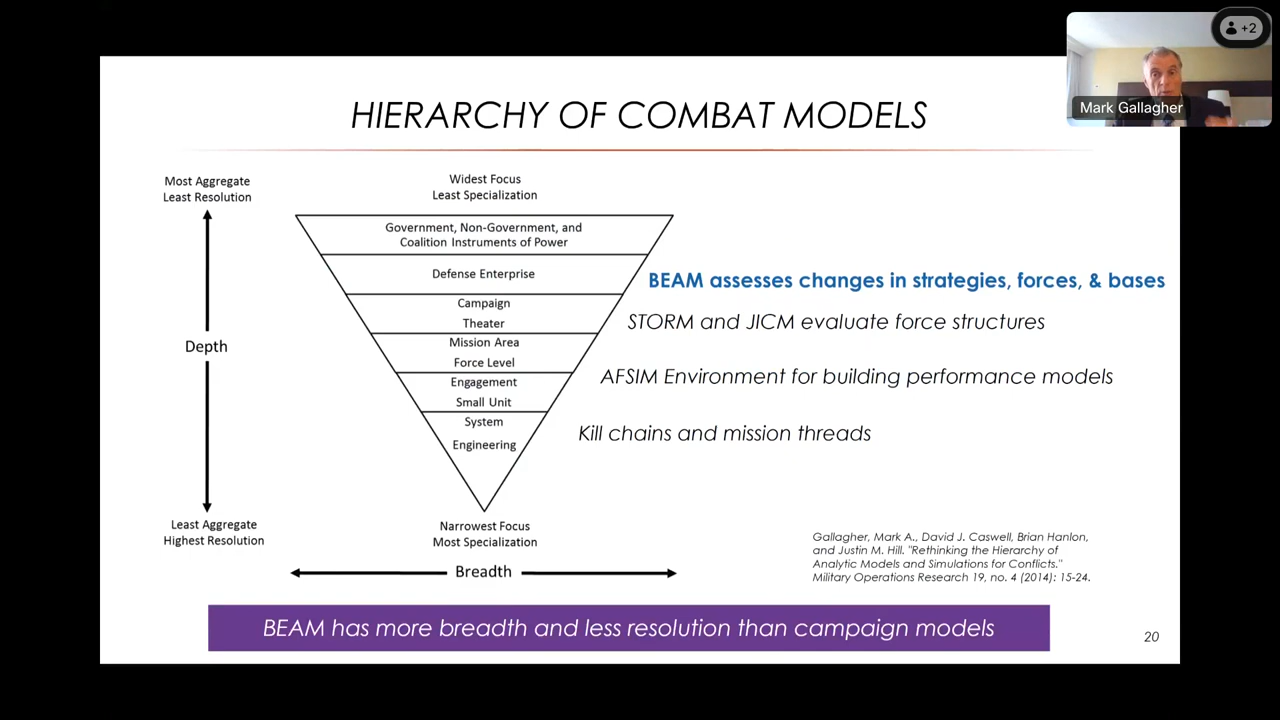 +2
Mark Gallagher
HIERARCHY OF COMBAT MODELS
Most Aggregate
Least Resolution
Widest Focus
Least Specialization
Government, Non-Government, and
Coalition Instruments of Power
Defense Enterprise
BEAM assesses changes in strategies, forces, & bases
Campaign
Theater
STORM and JICM evaluate force structures
Depth
Mission Area
Force Level
Engagement
Small Unit
AFSIM Environment for building performance models
System
Engineering
Kill chains and mission threads
Least Aggregate
Highest Resolution
Narrowest Focus
Most Specialization
Breadth
Gallagher, Mark A., David J. Caswell, Brian Hanlon,
and Justin M. Hill. "Rethinking the Hierarchy of
Analytic Models and Simulations for Conflicts."
Military Operations Research 19, no. 4 (2014): 15-24.
BEAM has more breadth and less resolution than campaign models
20